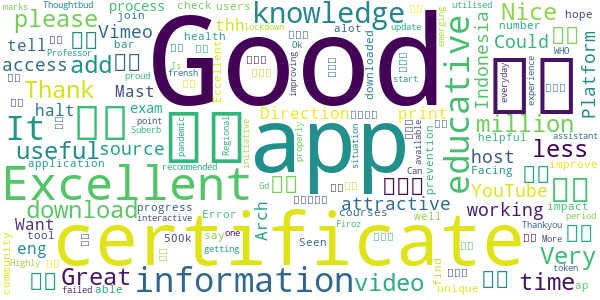 Good
app
certificate
Excellent
information
knowledge
educative
Nice
please
tell
process
Vimeo
add
access
join
bar
check
users
health
thh
lockdown
alot
number
hope
Thoughtbud
Professor
marks
Is
frensh
Eccellent
improving
Ok
downloaded
update
start
emerging
utilised
Could
Platform
WHO
Indonesia
everyday
experience
Thank
Mast
halt
exam
proud
point
Suberb
It
useful
source
application
recommended
pandemic
Regional
initiative
Direction
print
situation
properly
Gd
Can
available
prevention
million
helpful
assistant
host
less
Facing
improve
YouTube
attractive
working
impact
period
download
progress
interactive
Want
tool
eng
Arch
courses
well
Error
say
one
Firoz
getting
500k
Seen
Great
able
failed
Highly
community
video
find
unique
time
Very
Thankyou
More
token
ap